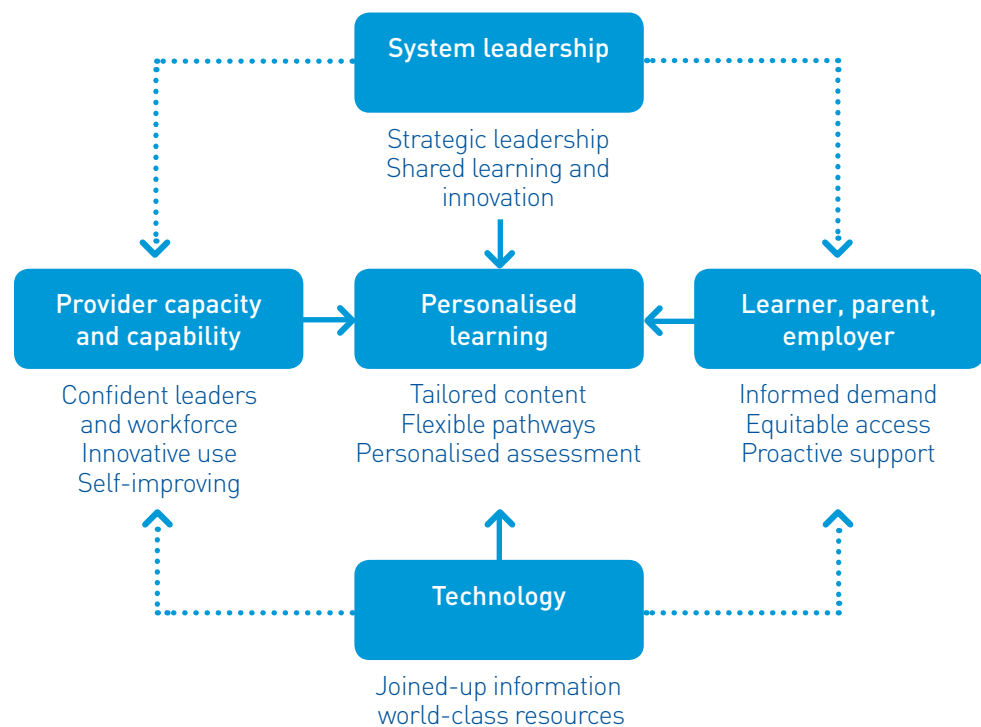 System leadership
Strategic leadership
Shared learning and
innovation
Provider capacity
and capability
Confident leaders
and workforce
Innovative use
Self-improving
Personalised
learning
Tailored content
Flexible pathways
Personalised assessment
Learner, parent,
employer
Informed demand
Equitable access
Proactive support
Technology
Joined-up information
world-class resources